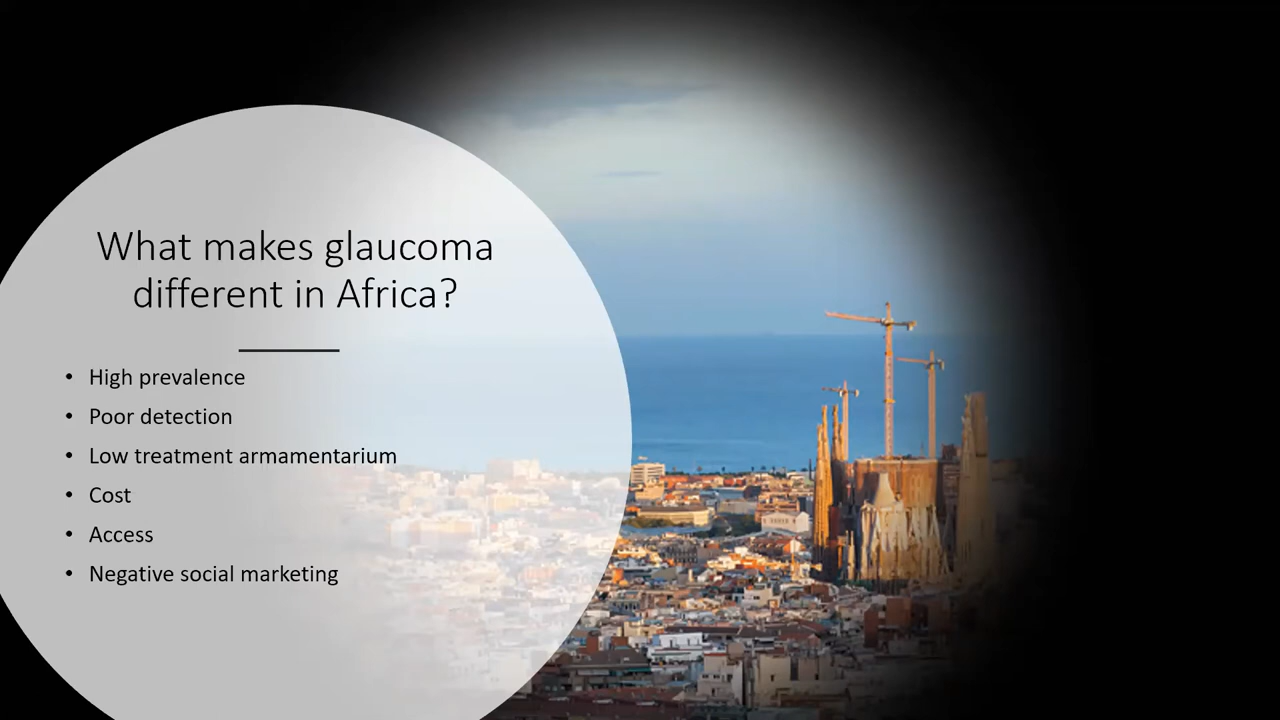 What makes glaucoma
different in Africa?
• High prevalence
• Poor detection
• Low treatment armamentarium
• Cost
• Access
• Negative social marketing